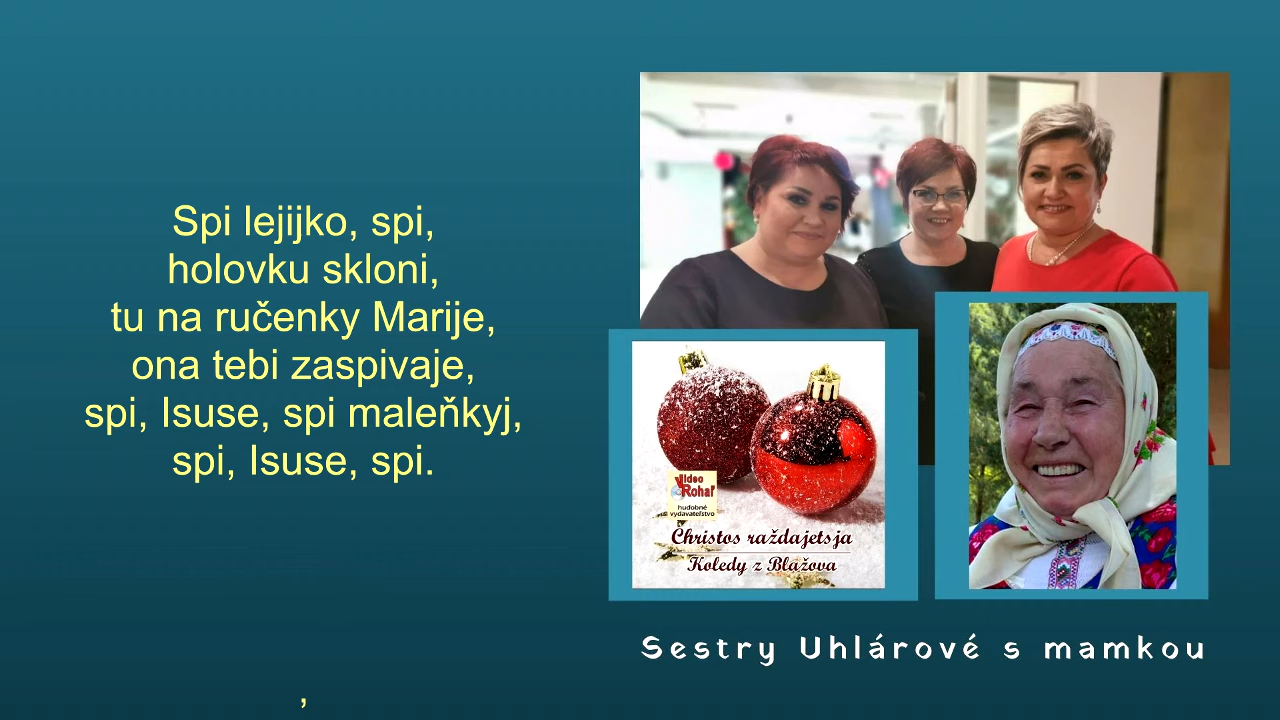 Spi lejijko, spi,
holovku skloni,
tu na ručenky Marije,
ona tebi zaspivaje,
spi, Isuse, spi maleňkyj,
spi, Isuse, spi.
,
Video
Rohaľ
hudobné
vydavateľstvo
Christos raždajetsja
Koledy z Blažova
Sestry Uhlárové s mamkou